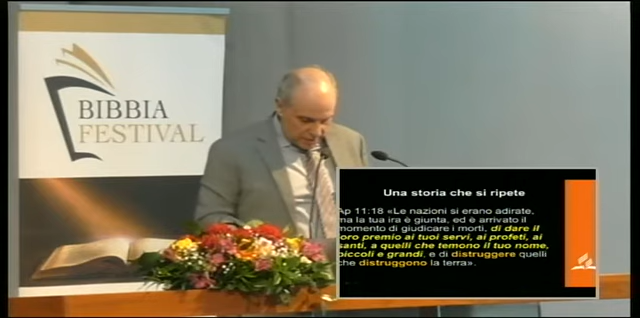 BIBBIA
FESTIVAL
Una storia che si ripete
Ap 11:18 «Le nazioni si erano adirate,
ma la tua ira è giunta, ed è arrivato il
momento di giudicare i morti, di dare il
loro premio ai tuoi servi, ai profeti, ai
santi, a quelli che temono il tuo nome,
piccoli e grandi, e di distruggere quelli
che distruggono la terra».